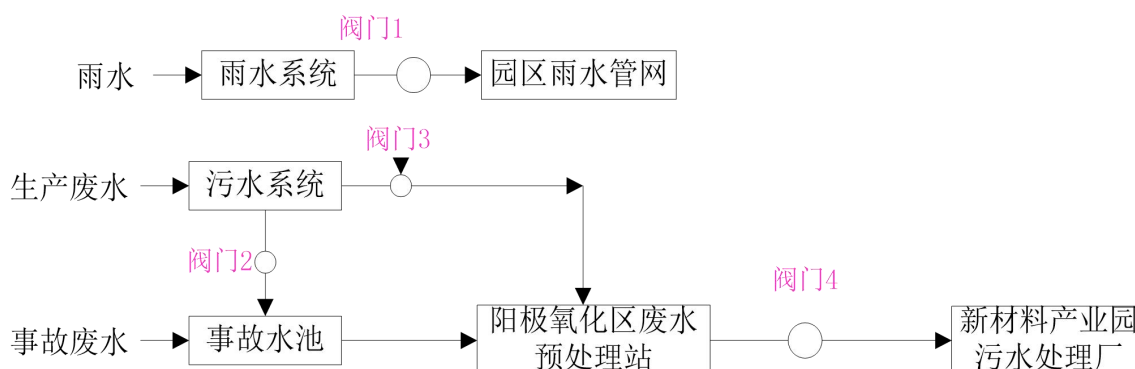 阀门1
雨水
雨水系统
园区雨水管网
阀门3
生产废水
污水系统
阀门2
阀门4
事故废水
事故水池
阳极氧化区废水
预处理站
新材料产业园
污水处理厂